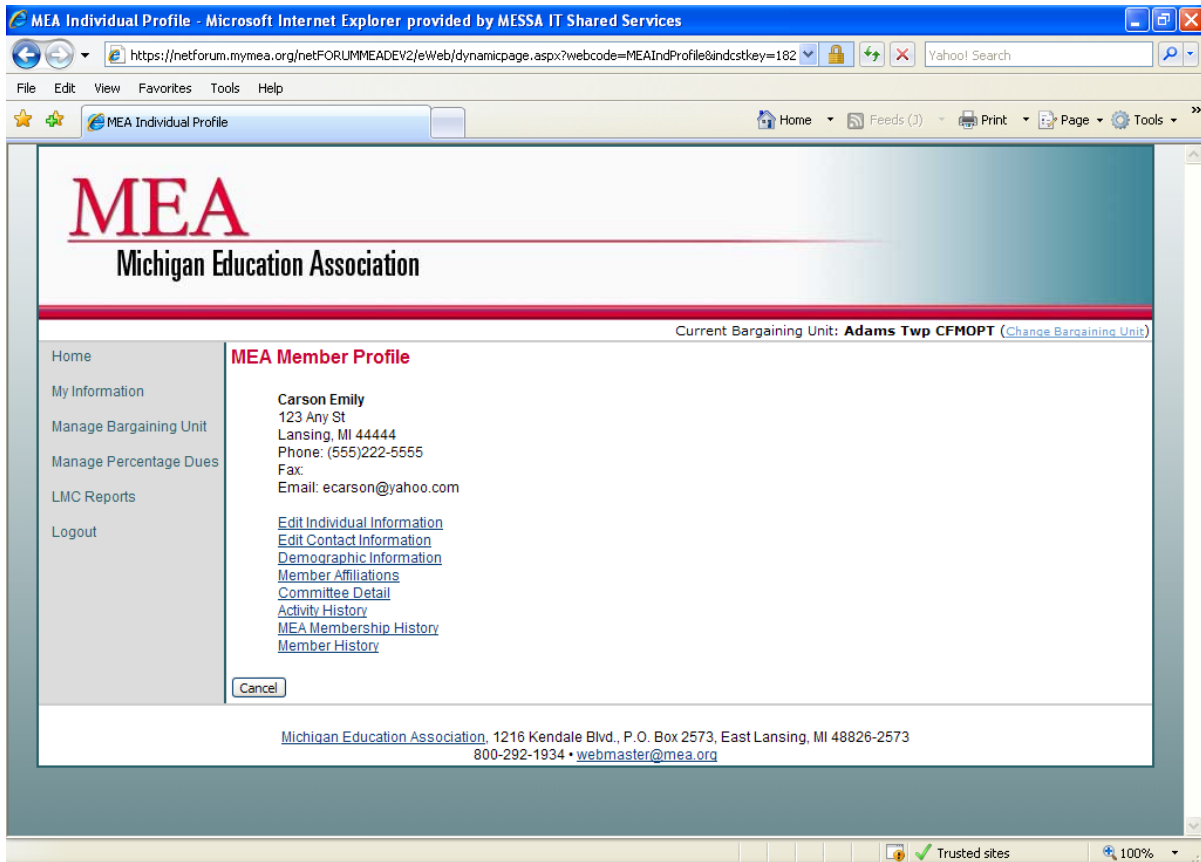 MEA Individual Profile - Microsoft Internet Explorer provided by MESSA IT Shared Services
https://netforum.mymea.org/netFORUMMEADEV2/eWeb/dynamicpage.aspx?webcode=MEAIndProfile&indcstkey=182
Yahoo! Search
File Edit View Favorites Tools Help
MEA Individual Profile
Home Feeds (J) Print Page Tools »
MEA
Michigan Education Association
Current Bargaining Unit: Adams Twp CFMOPT (Change Bargaining Unit)
Home
My Information
Manage Bargaining Unit
Manage Percentage Dues
LMC Reports
Logout
MEA Member Profile
Carson Emily
123 Any St
Lansing, MI 44444
Phone: (555)222-5555
Fax:
Email: ecarson@yahoo.com
Edit Individual Information
Edit Contact Information
Demographic Information
Member Affiliations
Committee Detail
Activity History
MEA Membership History
Member History
Cancel
Michigan Education Association, 1216 Kendale Blvd., P.O. Box 2573, East Lansing, MI 48826-2573
800-292-1934 • webmaster@mea.org
Trusted sites 100%